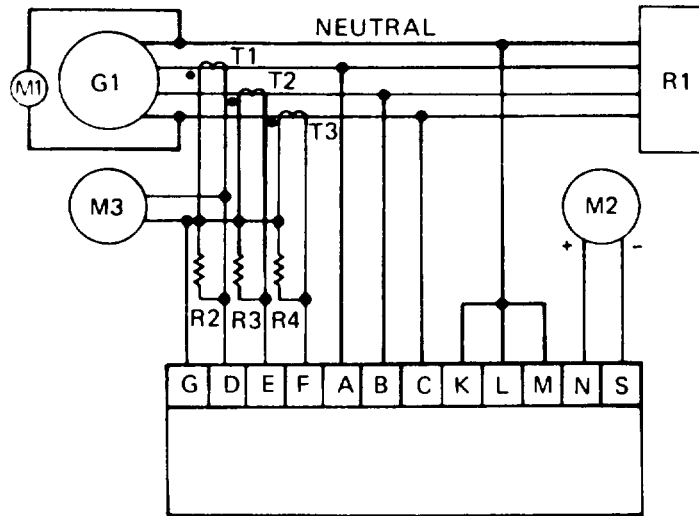 NEUTRAL
T1
M1
G1
T2
R1
T3
M3
M2
+ -
R2 R3 R4
G D E F A B C K L M N S